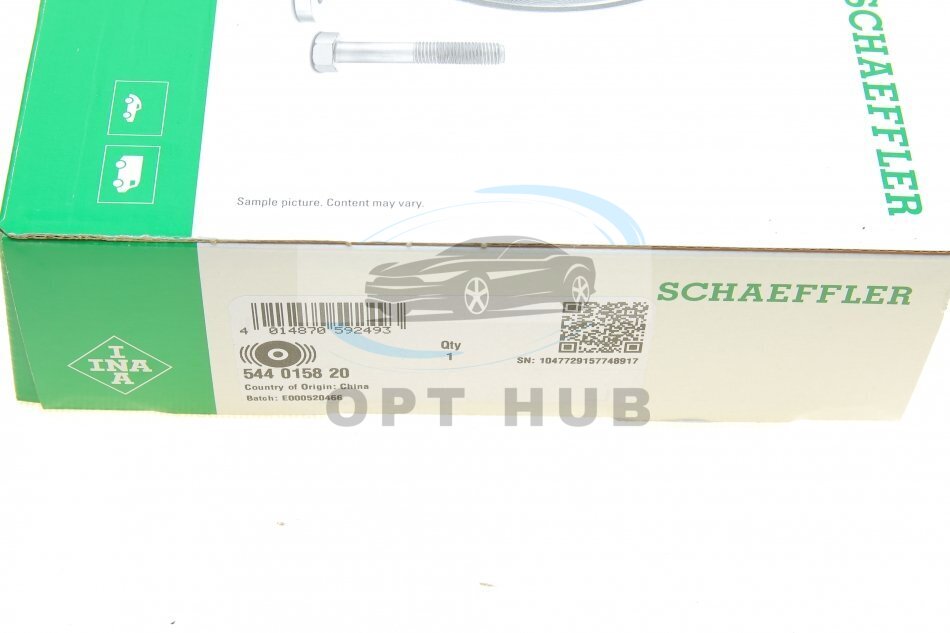 SCHAEFFLER
Sample picture. Content may vary.
SCHAEFFLER
INA
INA
4 014870 592493
Qty
1
544 0158 20
SN: 1047729157748917
Country of Origin: China
Batch: E000520466
OPT HUB